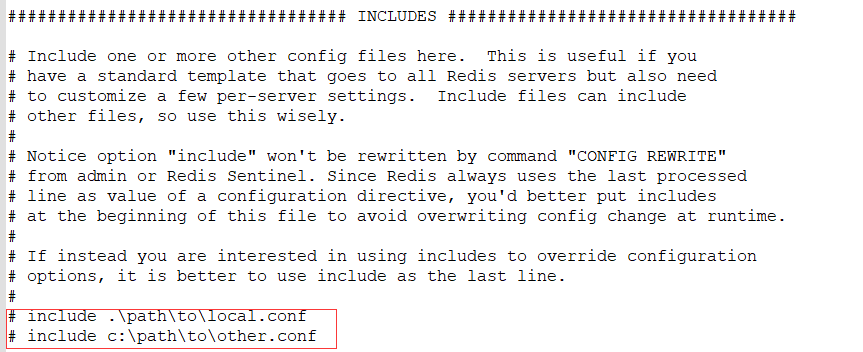 ################################## INCLUDES ###################################
# Include one or more other config files here.  This is useful if you
# have a standard template that goes to all Redis servers but also need
# to customize a few per-server settings.  Include files can include
# other files, so use this wisely.
#
# Notice option "include" won't be rewritten by command "CONFIG REWRITE"
# from admin or Redis Sentinel. Since Redis always uses the last processed
# line as value of a configuration directive, you'd better put includes
# at the beginning of this file to avoid overwriting config change at runtime.
#
# If instead you are interested in using includes to override configuration
# options, it is better to use include as the last line.
#
# include .\path\to\local.conf
# include c:\path\to\other.conf